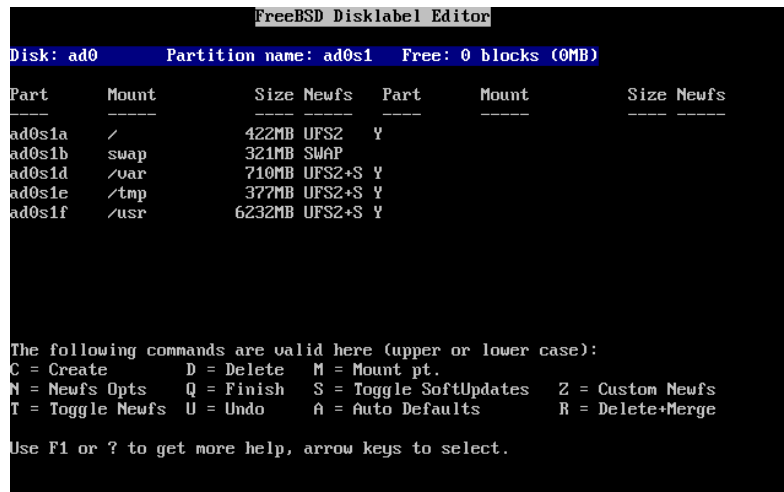 FreeBSD Disklabel Editor
Disk: ad0 Partition name: ad0s1 Free: 0 blocks (0MB)
Part Mount Size Newfs Part Mount Size Newfs
---- ----- ---- ----- ---- ----- ---- -----
ad0s1a / 422MB UFS2 Y
ad0s1b swap 321MB SWAP
ad0s1d /var 710MB UFS2+S Y
ad0s1e /tmp 377MB UFS2+S Y
ad0s1f /usr 6232MB UFS2+S Y
The following commands are valid here (upper or lower case):
C = Create D = Delete M = Mount pt.
N = Newfs Opts Q = Finish S = Toggle SoftUpdates Z = Custom Newfs
T = Toggle Newfs U = Undo A = Auto Defaults R = Delete+Merge
Use F1 or ? to get more help, arrow keys to select.